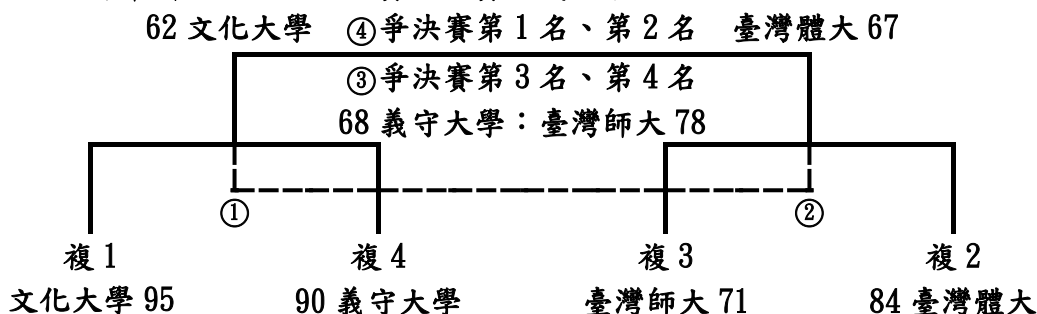 62 文化大學 ④爭決賽第 1 名、第 2 名 臺灣體大 67
③爭決賽第 3 名、第 4 名
68 義守大學：臺灣師大 78
① ②
複 1 複 4 複 3 複 2
文化大學 95 90 義守大學 臺灣師大 71 84 臺灣體大